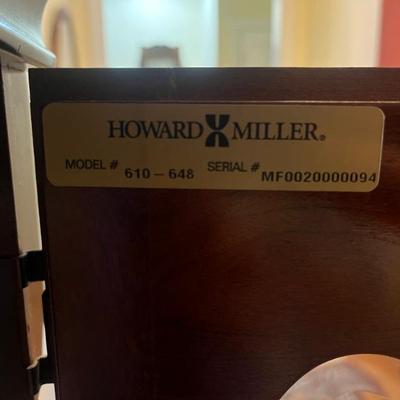 HOWARD MILLER®
MODEL # 610-648 SERIAL # MF0020000094